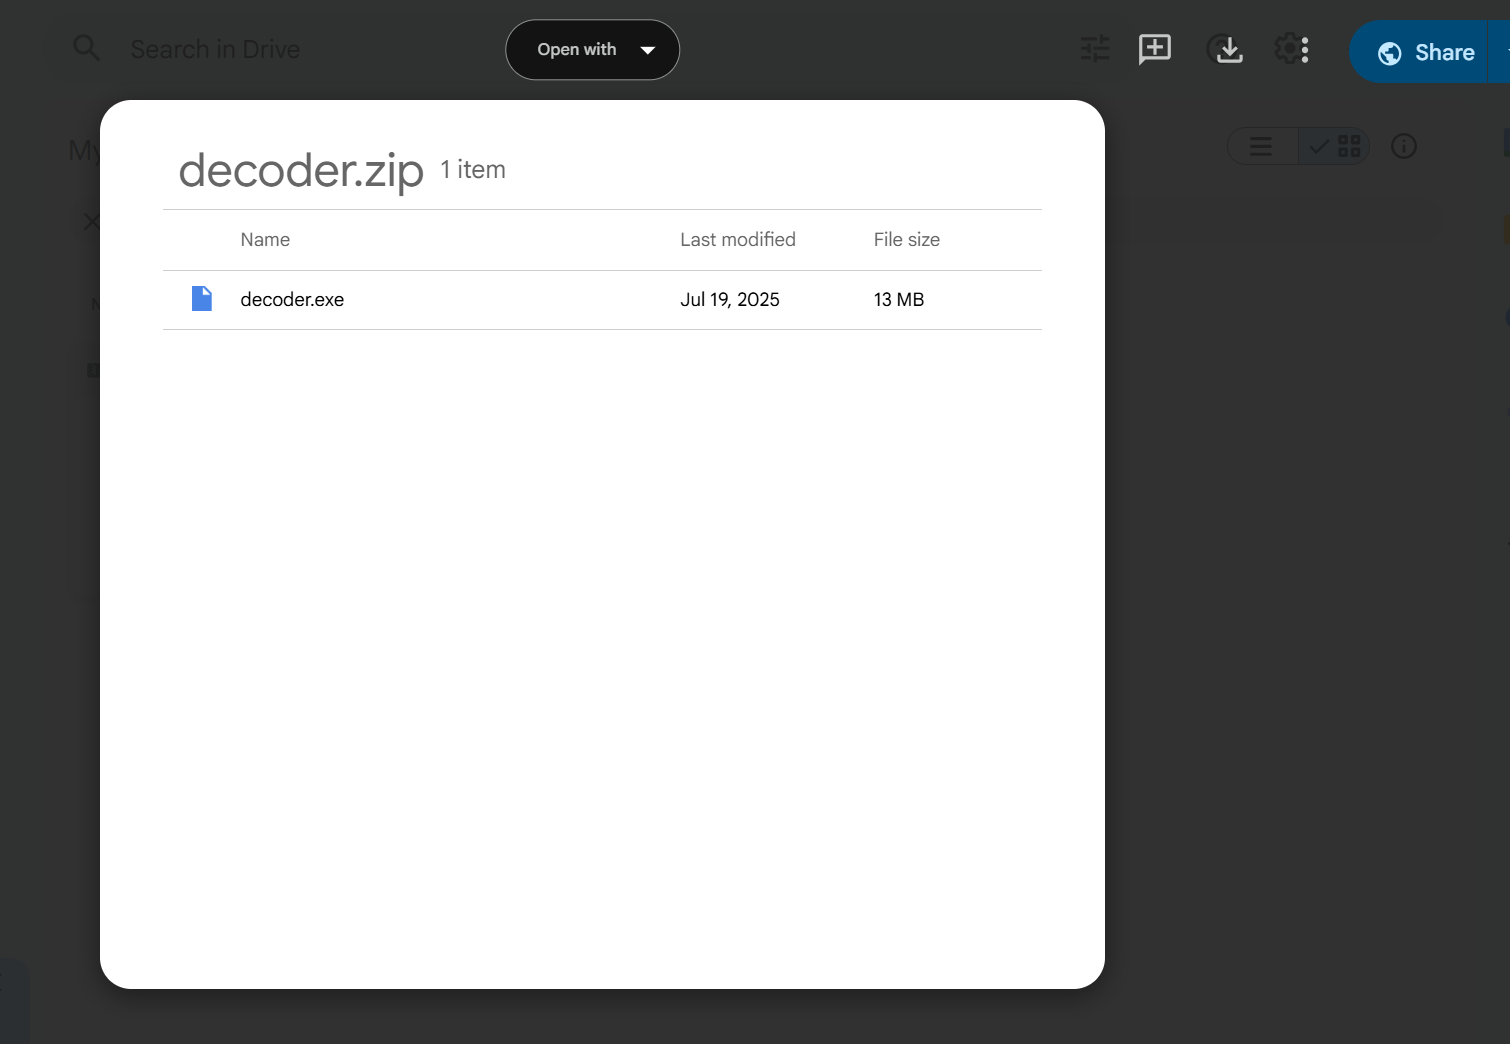 Search in Drive
Open with
Share
My
decoder.zip 1 item
Name Last modified File size
decoder.exe Jul 19, 2025 13 MB